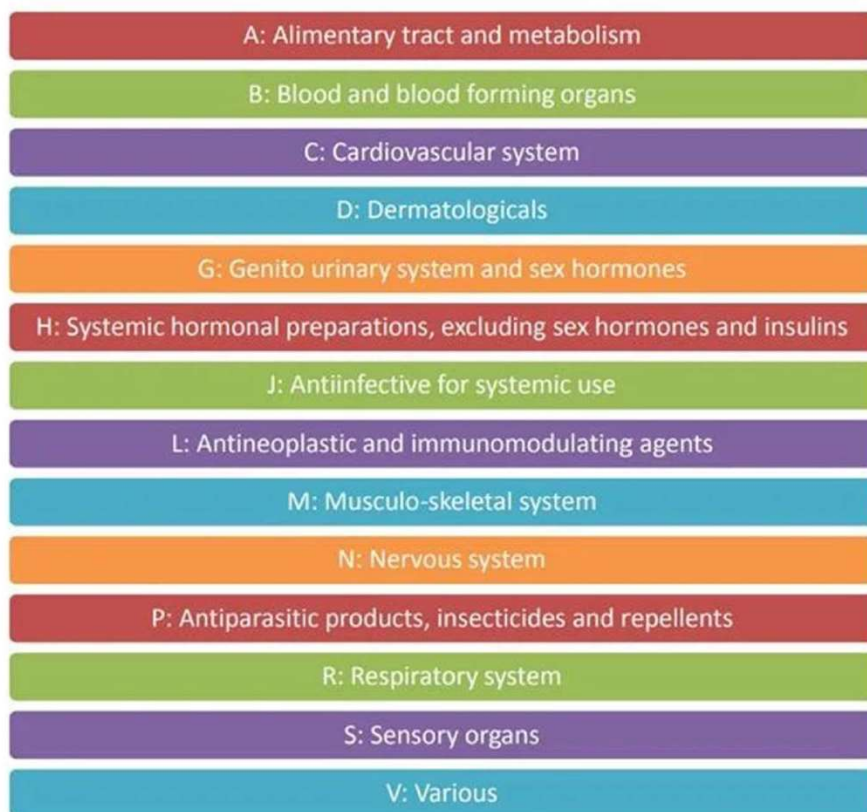 A: Alimentary tract and metabolism
B: Blood and blood forming organs
C: Cardiovascular system
D: Dermatologicals
G: Genito urinary system and sex hormones
H: Systemic hormonal preparations, excluding sex hormones and insulins
J: Antiinfective for systemic use
L: Antineoplastic and immunomodulating agents
M: Musculo-skeletal system
N: Nervous system
P: Antiparasitic products, insecticides and repellents
R: Respiratory system
S: Sensory organs
V: Various